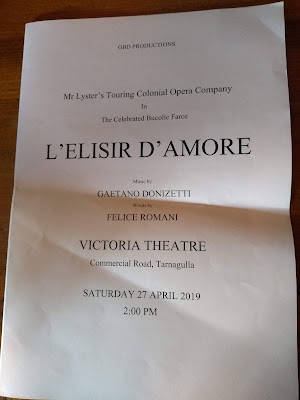 GBD PRODUCTIONS
Mr Lyster's Touring Colonial Opera Company
In
The Celebrated Bucolic Farce
L'ELISIR D'AMORE
Music by
GAETANO DONIZETTI
Words by
FELICE ROMANI
VICTORIA THEATRE
Commercial Road, Tarnagulla
SATURDAY 27 APRIL 2019
2:00 PM